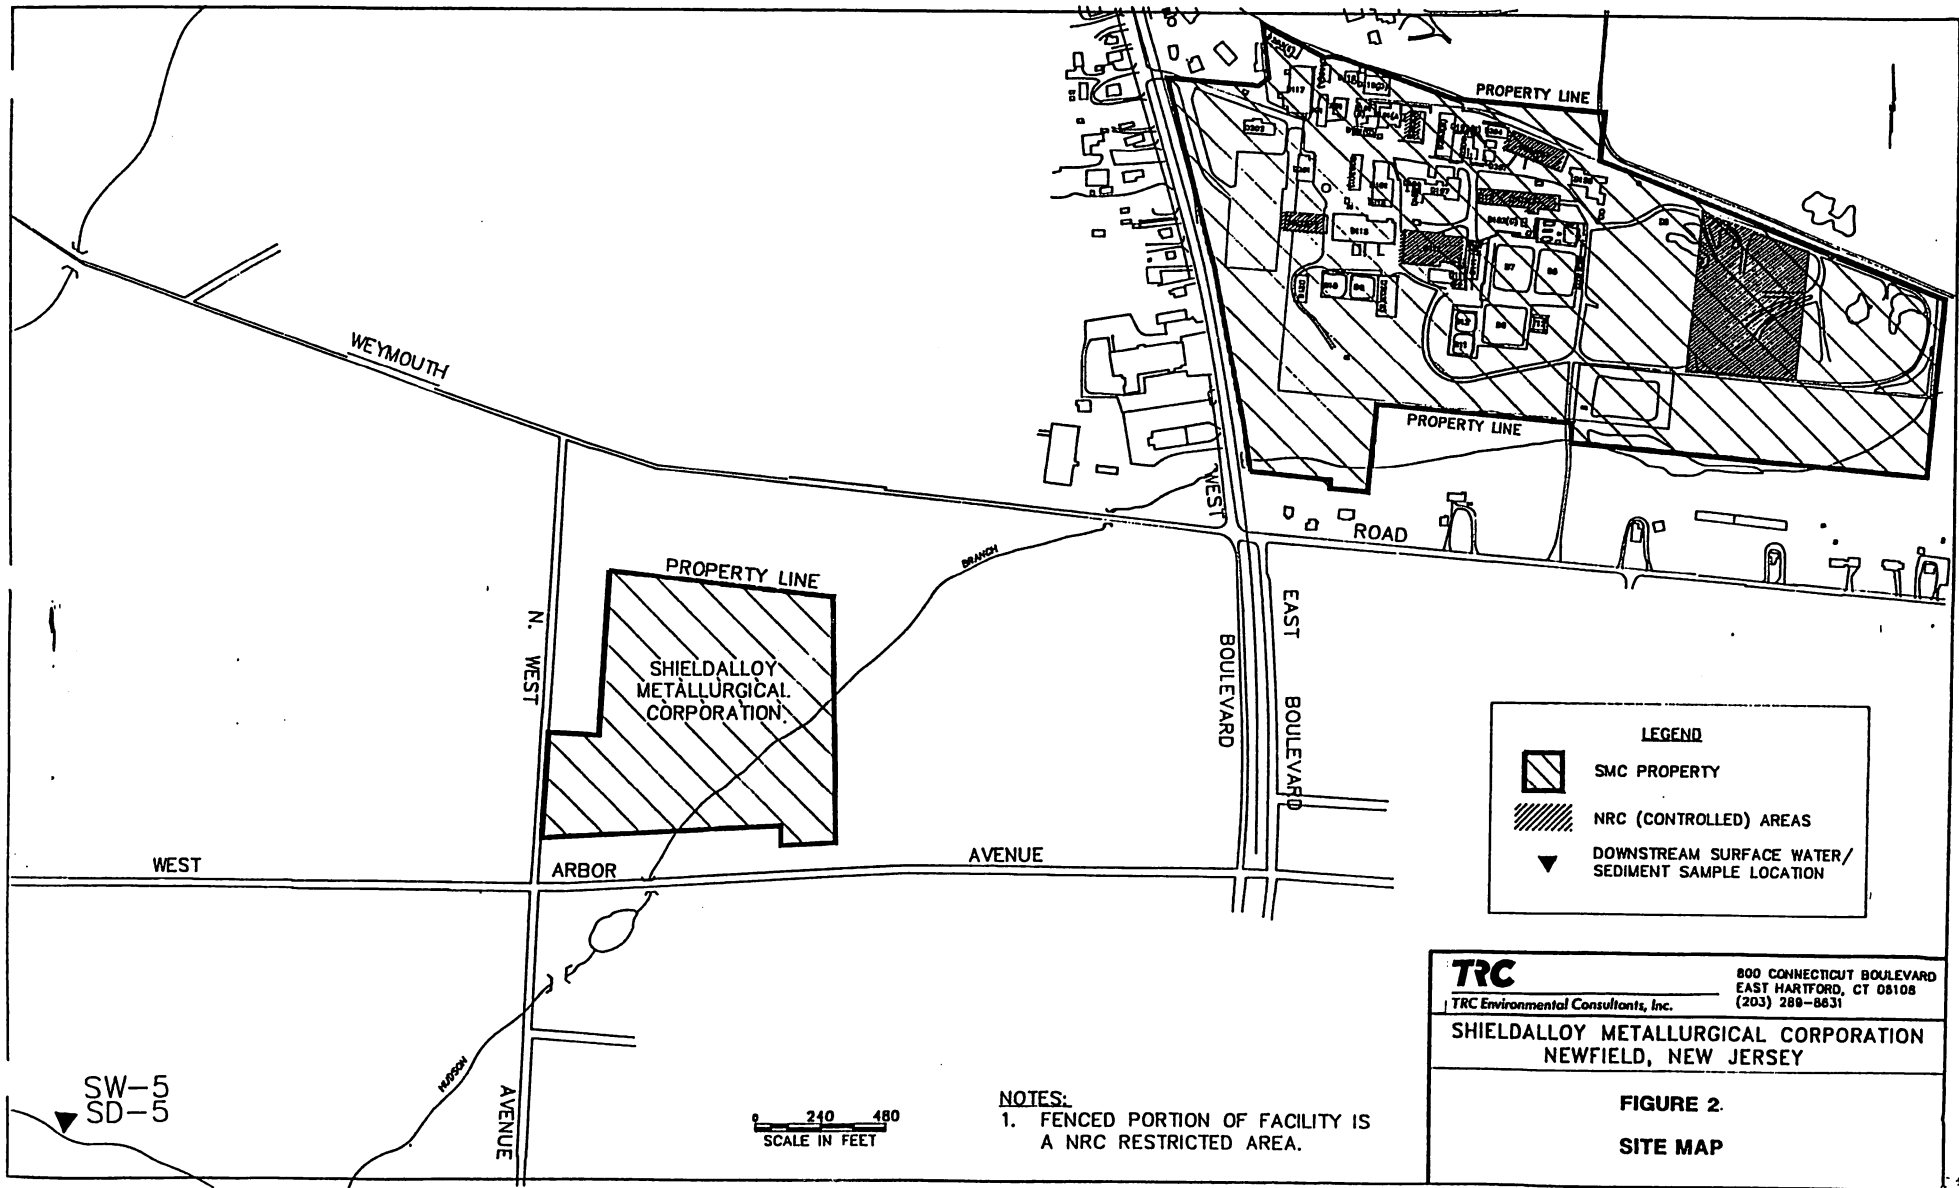 PROPERTY LINE
D117
D202
D115
D107
PROPERTY LINE
WEYMOUTH
WEST
ROAD
BRANCH
PROPERTY LINE
N. WEST
SHIELDALLOY
METALLURGICAL
CORPORATION
EAST
BOULEVARD
BOULEVARD
LEGEND
SMC PROPERTY
NRC (CONTROLLED) AREAS
DOWNSTREAM SURFACE WATER/
SEDIMENT SAMPLE LOCATION
WEST
ARBOR
AVENUE
HUDSON
AVENUE
SW-5
SD-5
0 240 480
SCALE IN FEET
NOTES:
1. FENCED PORTION OF FACILITY IS
A NRC RESTRICTED AREA.
TRC
TRC Environmental Consultants, Inc.
800 CONNECTICUT BOULEVARD
EAST HARTFORD, CT 06108
(203) 289-8631
SHIELDALLOY METALLURGICAL CORPORATION
NEWFIELD, NEW JERSEY
FIGURE 2.
SITE MAP